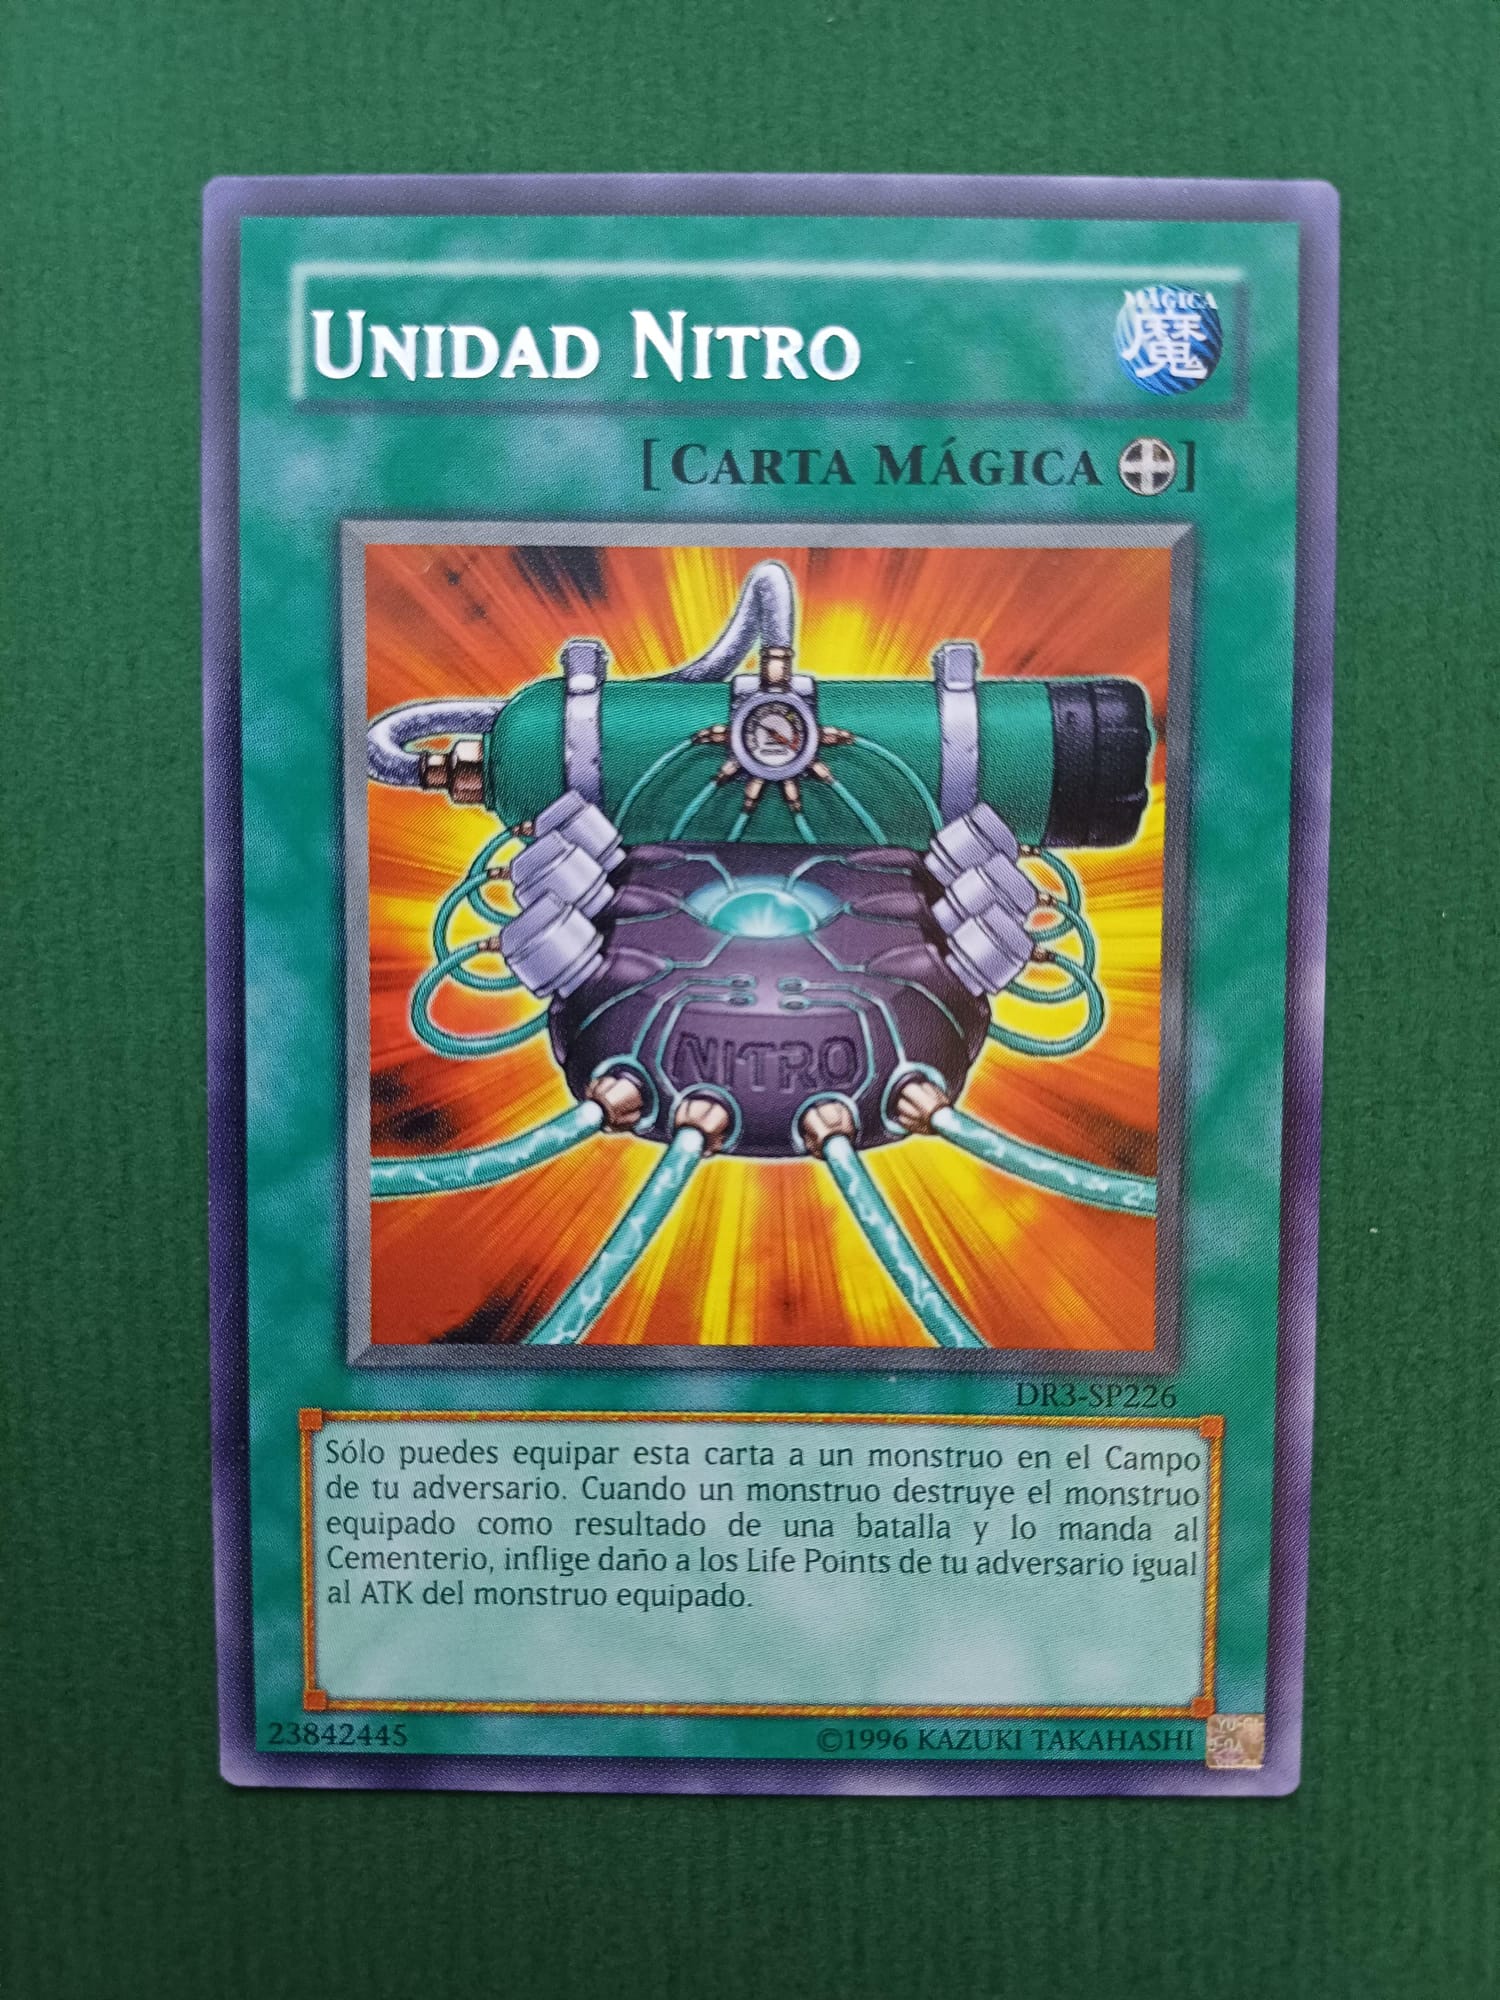 UNIDAD NITRO
MÁGICA
魔
[CARTA MÁGICA]
NITRO
DR3-SP226
Sólo puedes equipar esta carta a un monstruo en el Campo
de tu adversario. Cuando un monstruo destruye el monstruo
equipado como resultado de una batalla y lo manda al
Cementerio, inflige daño a los Life Points de tu adversario igual
al ATK del monstruo equipado.
23842445
©1996 KAZUKI TAKAHASHI